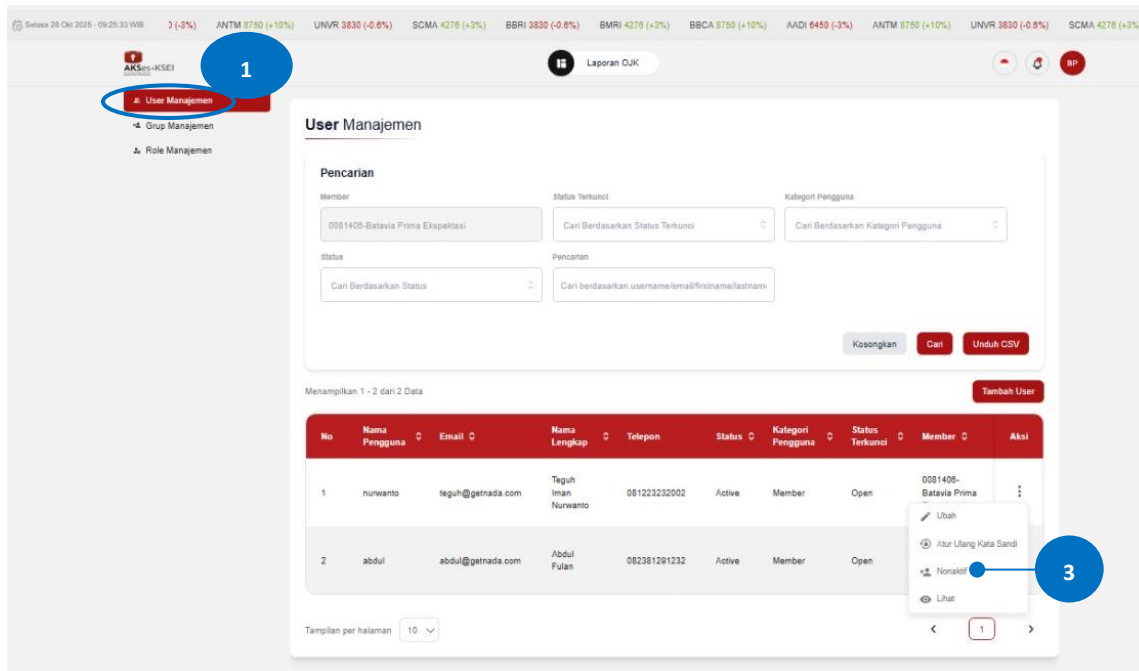 Selasa 28 Okt 2025 - 09:25:33 WIB 0 (-3%) ANTM 8750 (+10%) UNVR 3830 (-0.6%) SCMA 4276 (+3%) BBRI 3830 (-0.6%) BMRI 4276 (+3%) BBCA 8750 (+10%) AADI 6450 (-3%) ANTM 8750 (+10%) UNVR 3830 (-0.6%) SCMA 4276 (+3%
AKSes-KSEI
1
Laporan OJK
BP
User Manajemen
Grup Manajemen
Role Manajemen
User Manajemen
Pencarian
Member Status Terkunci Kategori Pengguna
0081406-Batavia Prima Ekspektasi Cari Berdasarkan Status Terkunci Cari Berdasarkan Kategori Pengguna
Status Pencarian
Cari Berdasarkan Status Cari berdasarkan username/email/firstname/lastname
Kosongkan Cari Unduh CSV
Menampilkan 1 - 2 dari 2 Data
Tambah User
No Nama Pengguna Email Nama Lengkap Telepon Status Kategori Pengguna Status Terkunci Member Aksi
1 nurwanto teguh@getnada.com Teguh Iman Nurwanto 081223232002 Active Member Open 0081406-Batavia Prima
Ubah
Atur Ulang Kata Sandi
2 abdul abdul@getnada.com Abdul Fulan 082381291232 Active Member Open
Nonaktif
3
Lihat
Tampilan per halaman 10
1